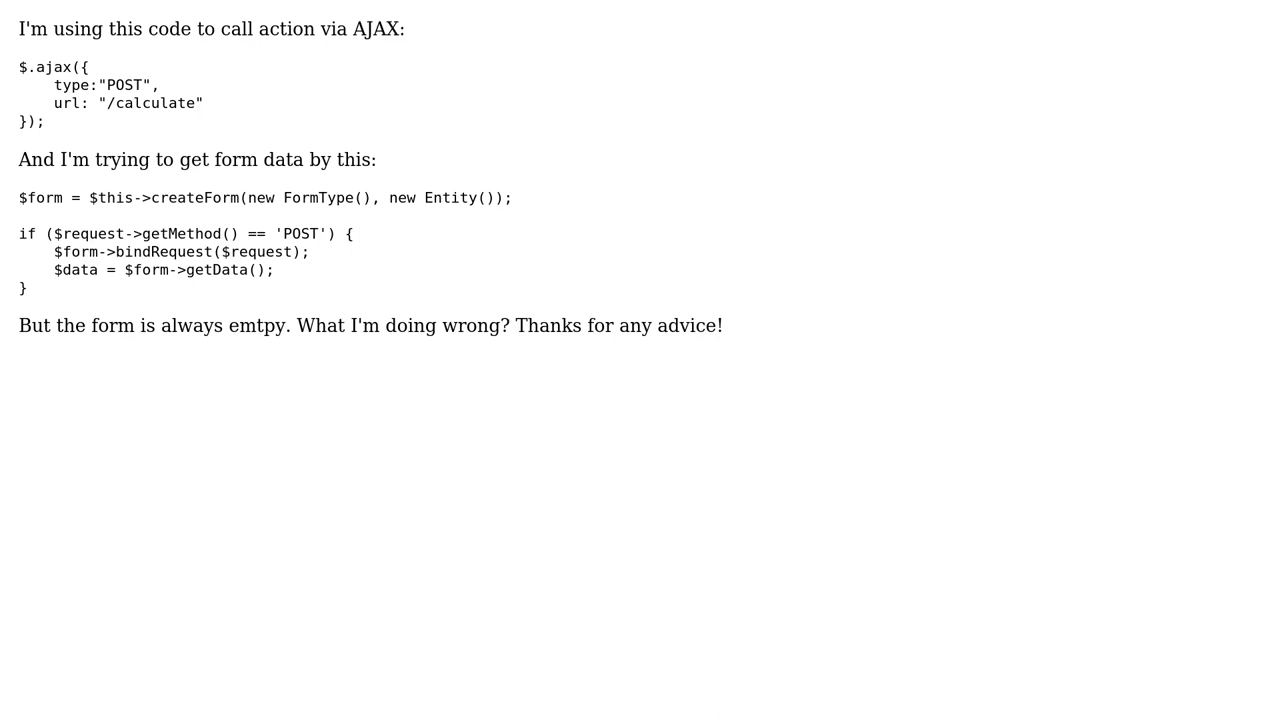 I'm using this code to call action via AJAX:
$.ajax({
    type:"POST",
    url: "/calculate"
});
And I'm trying to get form data by this:
$form = $this->createForm(new FormType(), new Entity());
if ($request->getMethod() == 'POST') {
    $form->bindRequest($request);
    $data = $form->getData();
}
But the form is always emtpy. What I'm doing wrong? Thanks for any advice!